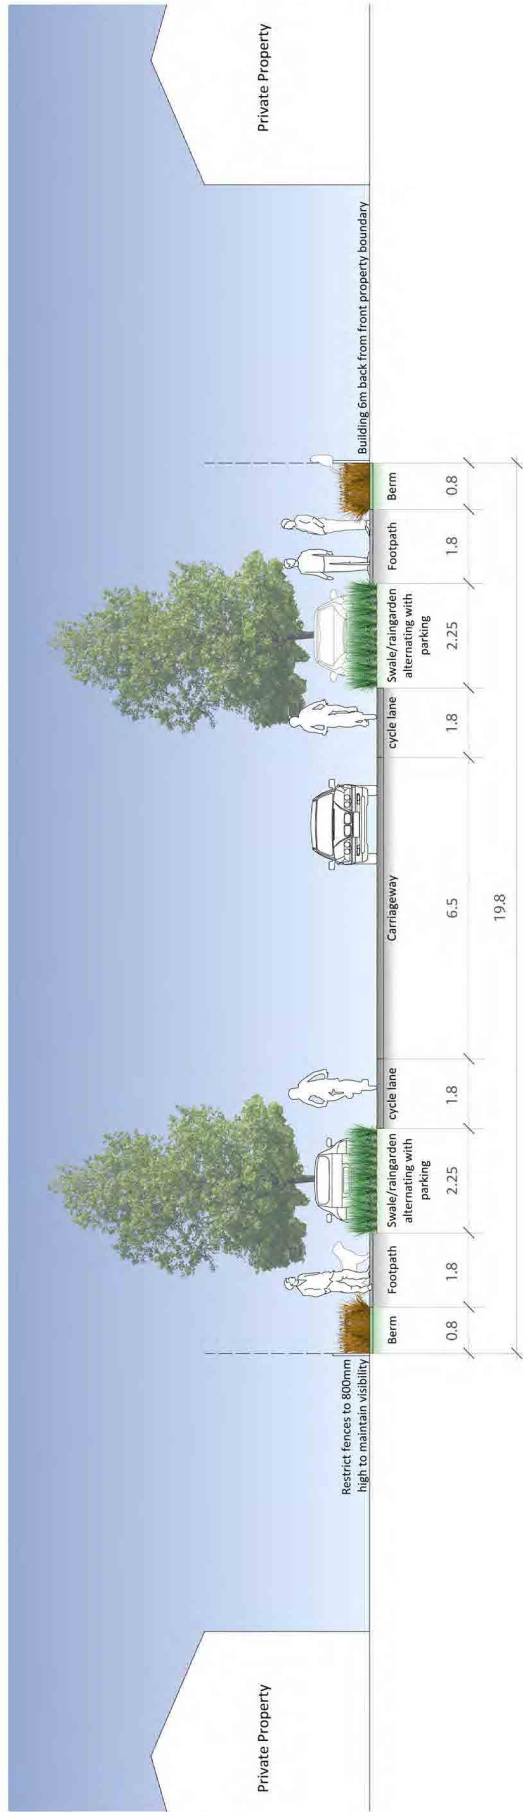 Private Property
Restrict fences to 800mm
high to maintain visibility
Building 6m back from front property boundary
Private Property
Berm
Footpath
Swale/raingarden
alternating with
parking
cycle lane
Carriageway
cycle lane
Swale/raingarden
alternating with
parking
Footpath
Berm
0.8
1.8
2.25
1.8
6.5
1.8
2.25
1.8
0.8
19.8